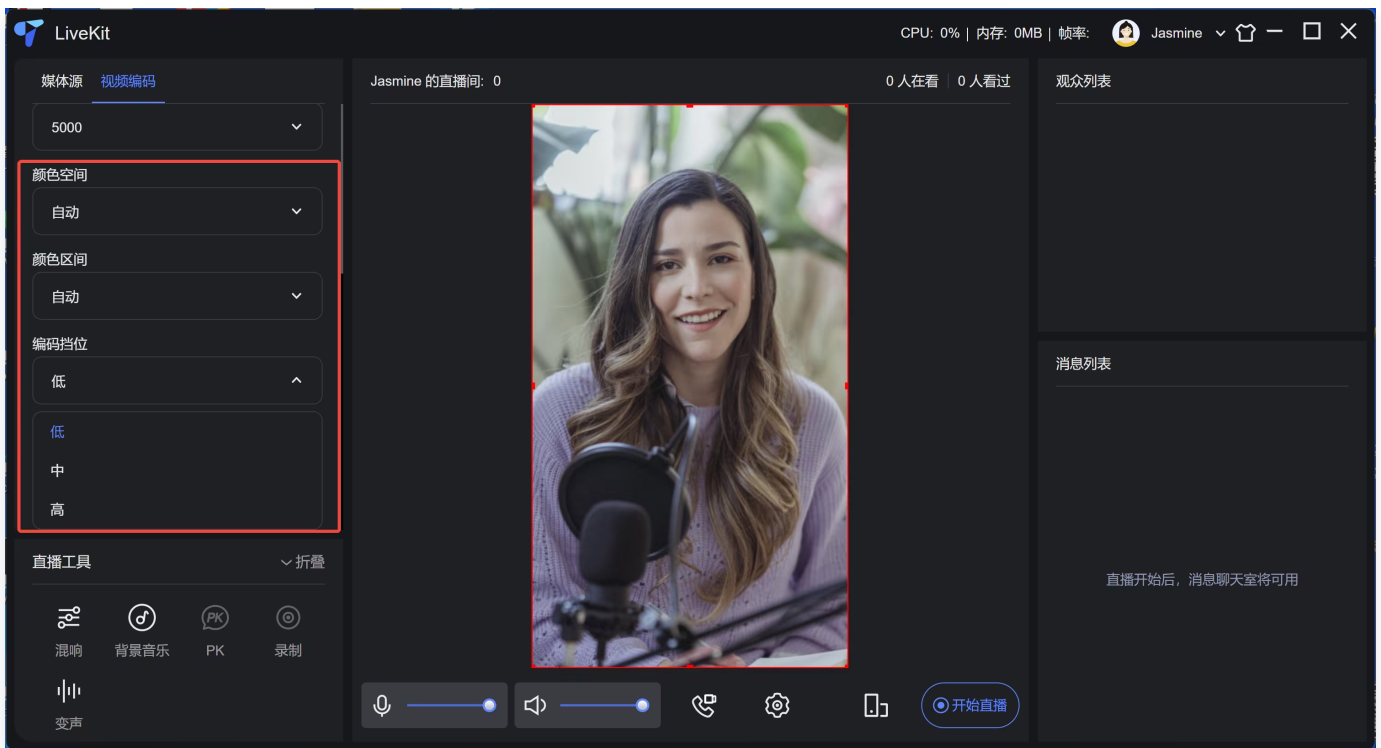 LiveKit
CPU: 0% | 内存: 0MB | 帧率:
Jasmine
媒体源 视频编码
5000
颜色空间
自动
颜色区间
自动
编码挡位
低
低
中
高
直播工具
折叠
混响 背景音乐 PK 录制
变声
Jasmine 的直播间: 0
0 人在看 0 人看过
开始直播
观众列表
消息列表
直播开始后，消息聊天室将可用